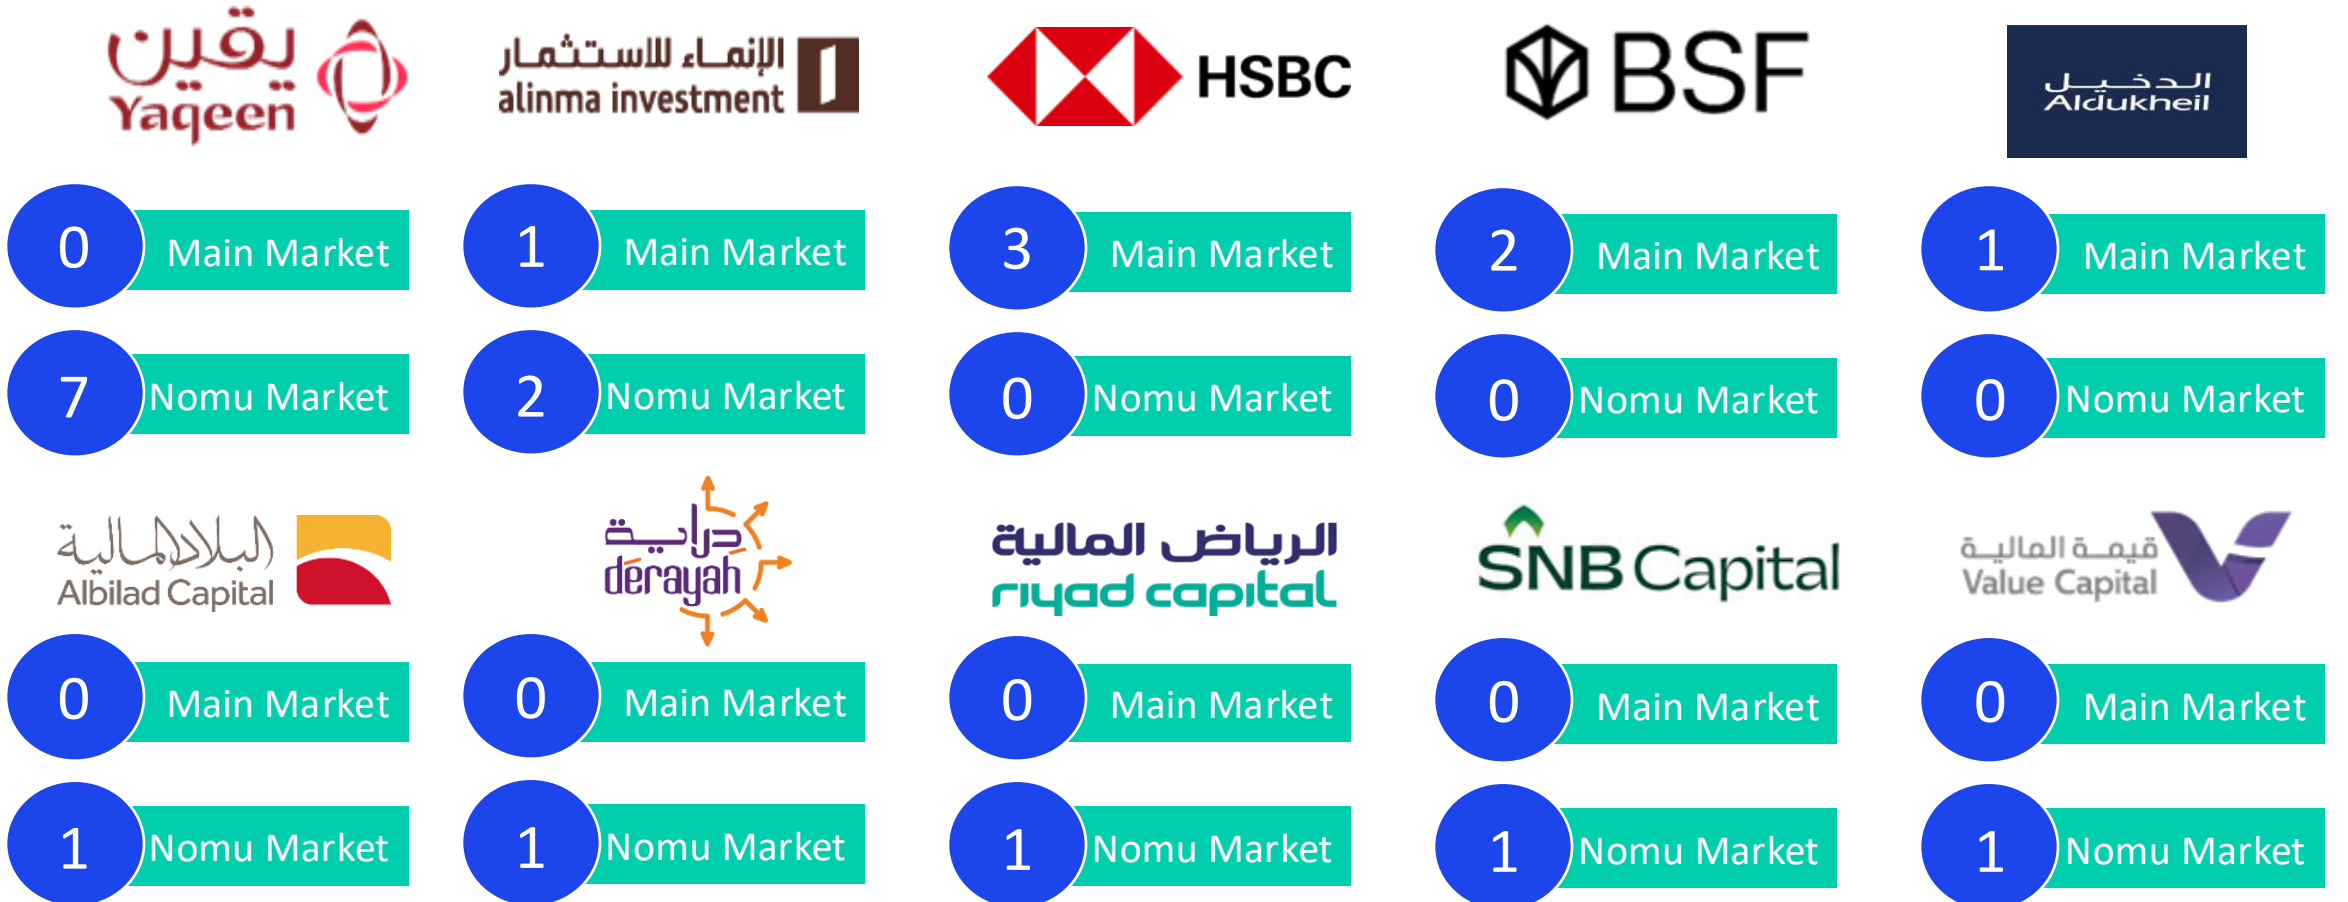 يقين
Yaqeen
الإنماء للاستثمار
alinma investment
HSBC
BSF
الدخيل
Aldukheil
0 Main Market
1 Main Market
3 Main Market
2 Main Market
1 Main Market
7 Nomu Market
2 Nomu Market
0 Nomu Market
0 Nomu Market
0 Nomu Market
البلاد المالية
Albilad Capital
دراية
derayah
الرياض المالية
riyad capital
SNB Capital
قيمة المالية
Value Capital
0 Main Market
0 Main Market
0 Main Market
0 Main Market
0 Main Market
1 Nomu Market
1 Nomu Market
1 Nomu Market
1 Nomu Market
1 Nomu Market